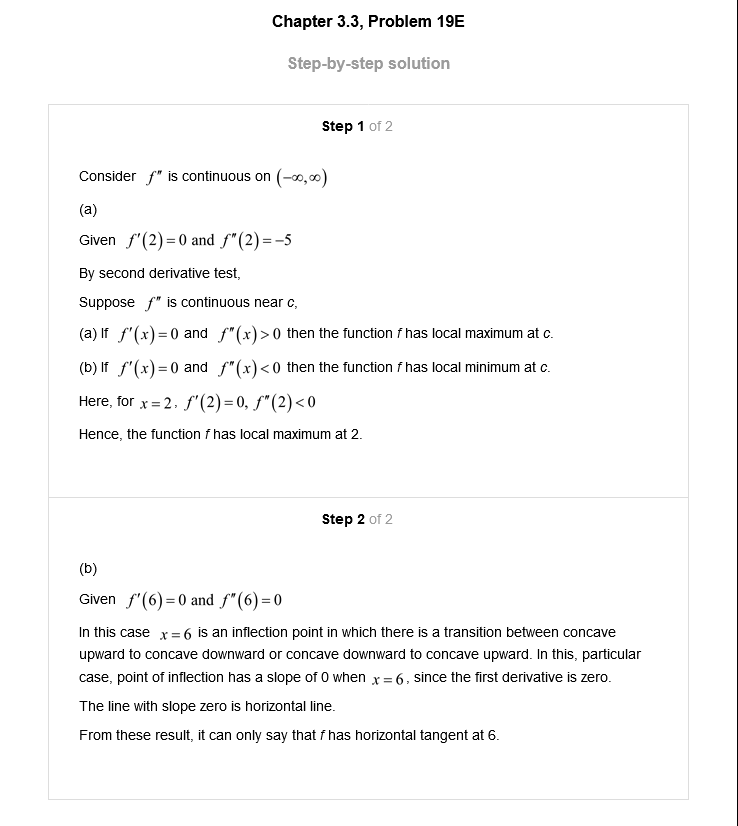 Chapter 3.3, Problem 19E
Step-by-step solution
Step 1 of 2
Consider f″ is continuous on (−∞,∞)
(a)
Given f′(2)=0 and f″(2)=−5
By second derivative test,
Suppose f″ is continuous near c,
(a) If f′(x)=0 and f″(x)>0 then the function f has local maximum at c.
(b) If f′(x)=0 and f″(x)<0 then the function f has local minimum at c.
Here, for x=2, f′(2)=0, f″(2)<0
Hence, the function f has local maximum at 2.
Step 2 of 2
(b)
Given f′(6)=0 and f″(6)=0
In this case x=6 is an inflection point in which there is a transition between concave
upward to concave downward or concave downward to concave upward. In this, particular
case, point of inflection has a slope of 0 when x=6, since the first derivative is zero.
The line with slope zero is horizontal line.
From these result, it can only say that f has horizontal tangent at 6.